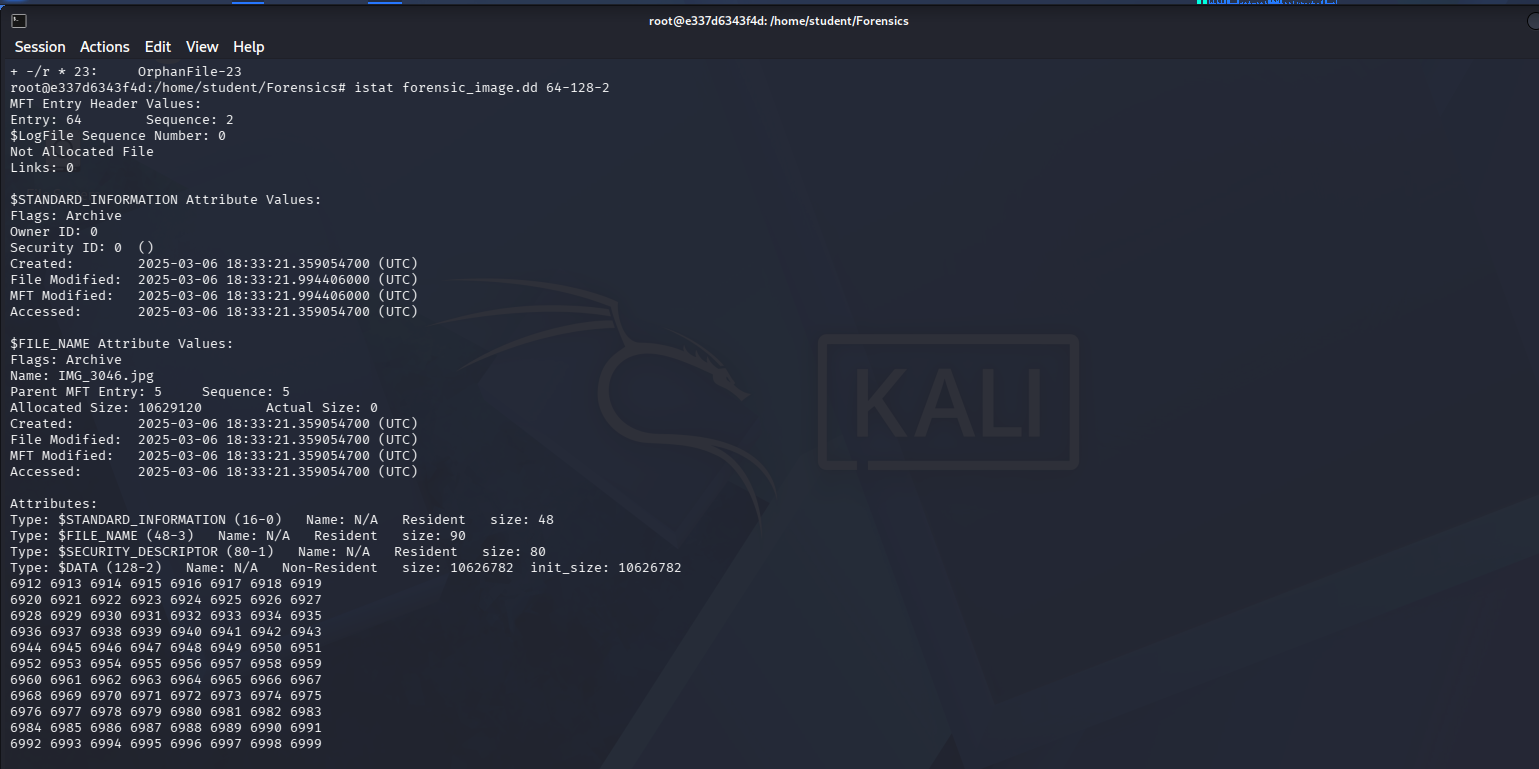 root@e337d6343f4d: /home/student/Forensics
Session Actions Edit View Help
+ -/r * 23:     OrphanFile-23
root@e337d6343f4d:/home/student/Forensics# istat forensic_image.dd 64-128-2
MFT Entry Header Values:
Entry: 64        Sequence: 2
$LogFile Sequence Number: 0
Not Allocated File
Links: 0

$STANDARD_INFORMATION Attribute Values:
Flags: Archive
Owner ID: 0
Security ID: 0  ()
Created:        2025-03-06 18:33:21.359054700 (UTC)
File Modified:  2025-03-06 18:33:21.994406000 (UTC)
MFT Modified:   2025-03-06 18:33:21.994406000 (UTC)
Accessed:       2025-03-06 18:33:21.359054700 (UTC)

$FILE_NAME Attribute Values:
Flags: Archive
Name: IMG_3046.jpg
Parent MFT Entry: 5     Sequence: 5
Allocated Size: 10629120        Actual Size: 0
Created:        2025-03-06 18:33:21.359054700 (UTC)
File Modified:  2025-03-06 18:33:21.359054700 (UTC)
MFT Modified:   2025-03-06 18:33:21.359054700 (UTC)
Accessed:       2025-03-06 18:33:21.359054700 (UTC)

Attributes:
Type: $STANDARD_INFORMATION (16-0)   Name: N/A   Resident   size: 48
Type: $FILE_NAME (48-3)   Name: N/A   Resident   size: 90
Type: $SECURITY_DESCRIPTOR (80-1)   Name: N/A   Resident   size: 80
Type: $DATA (128-2)   Name: N/A   Non-Resident   size: 10626782  init_size: 10626782
6912 6913 6914 6915 6916 6917 6918 6919
6920 6921 6922 6923 6924 6925 6926 6927
6928 6929 6930 6931 6932 6933 6934 6935
6936 6937 6938 6939 6940 6941 6942 6943
6944 6945 6946 6947 6948 6949 6950 6951
6952 6953 6954 6955 6956 6957 6958 6959
6960 6961 6962 6963 6964 6965 6966 6967
6968 6969 6970 6971 6972 6973 6974 6975
6976 6977 6978 6979 6980 6981 6982 6983
6984 6985 6986 6987 6988 6989 6990 6991
6992 6993 6994 6995 6996 6997 6998 6999
KALI